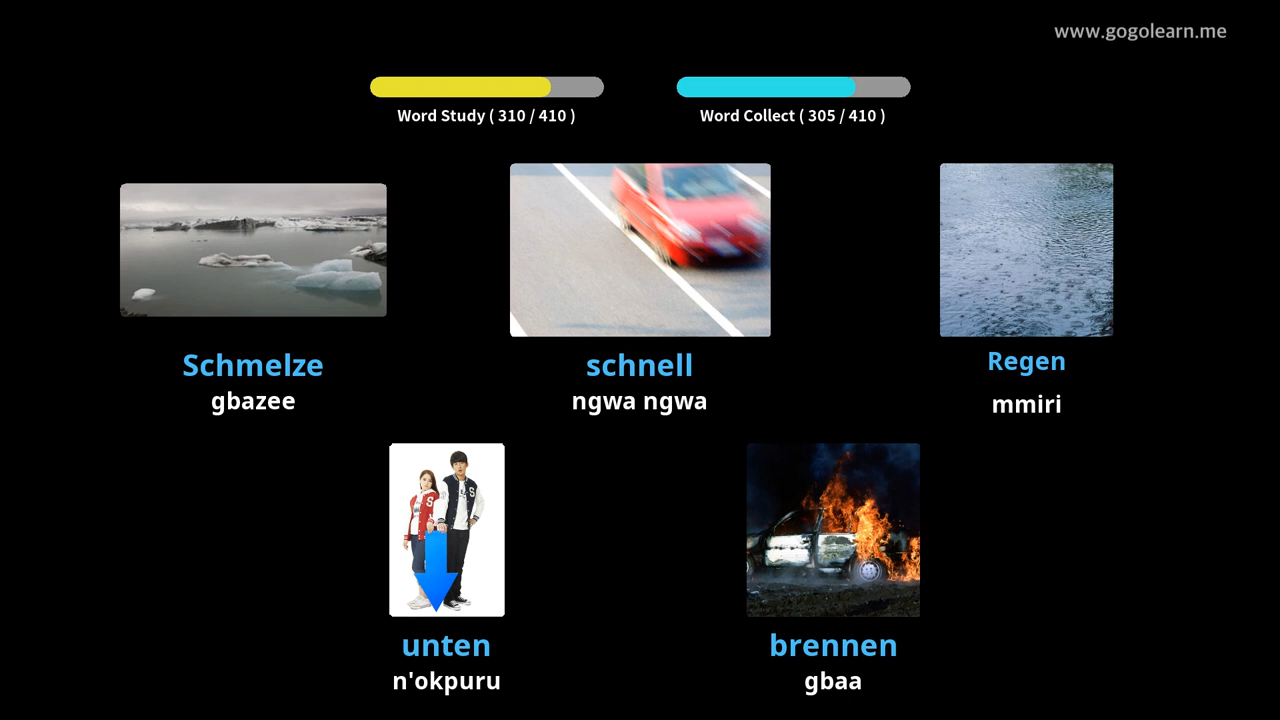 www.gogolearn.me
Word Study ( 310 / 410 )
Word Collect ( 305 / 410 )
Schmelze
gbazee
schnell
ngwa ngwa
Regen
mmiri
S
S
unten
n'okpuru
brennen
gbaa